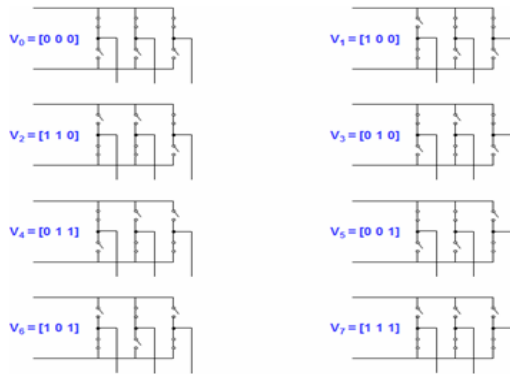 V₀ = [0 0 0]
V₁ = [1 0 0]
V₂ = [1 1 0]
V₃ = [0 1 0]
V₄ = [0 1 1]
V₅ = [0 0 1]
V₆ = [1 0 1]
V₇ = [1 1 1]